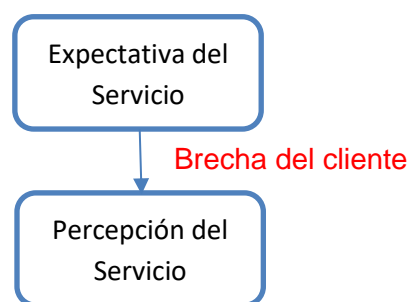 Expectativa del
Servicio
Brecha del cliente
Percepción del
Servicio